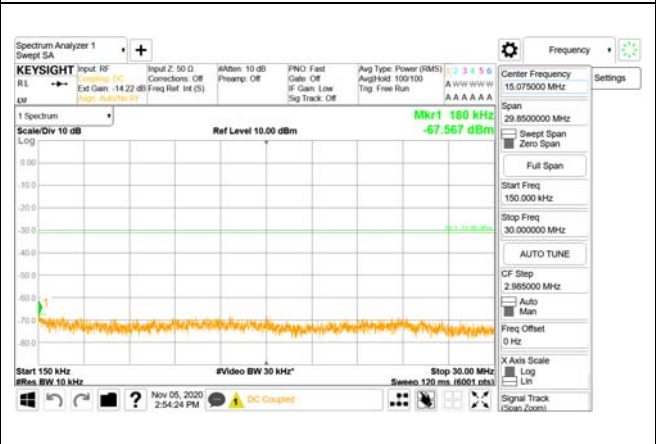 Spectrum Analyzer 1
Swept SA
Frequency
KEYSIGHT
RL
Input: RF
Coupling: DC
Ext Gain: -14.22 dB
Align: Auto/No RF
Input Z: 50 Ω
Corrections: Off
Freq Ref: Int (S)
#Atten: 10 dB
Preamp: Off
PNO: Fast
Gate: Off
IF Gain: Low
Sig Track: Off
Avg Type: Power (RMS)
Avg|Hold: 100/100
Trig: Free Run
1 2 3 4 5 6
A W W W W W
A A A A A A
1 Spectrum
Scale/Div 10 dB
Ref Level 10.00 dBm
Mkr1 180 kHz
-67.567 dBm
Log
0.00
-10.0
-20.0
-30.0
-40.0
-50.0
-60.0
-70.0
-80.0
1
Start 150 kHz
#Res BW 10 kHz
#Video BW 30 kHz*
Stop 30.00 MHz
Sweep 120 ms (6001 pts)
Nov 05, 2020
2:54:24 PM
DC Coupled
Center Frequency
15.075000 MHz
Settings
Span
29.8500000 MHz
Swept Span
Zero Span
Full Span
Start Freq
150.000 kHz
Stop Freq
30.000000 MHz
AUTO TUNE
CF Step
2.985000 MHz
Auto
Man
Freq Offset
0 Hz
X Axis Scale
Log
Lin
Signal Track
(Span Zoom)